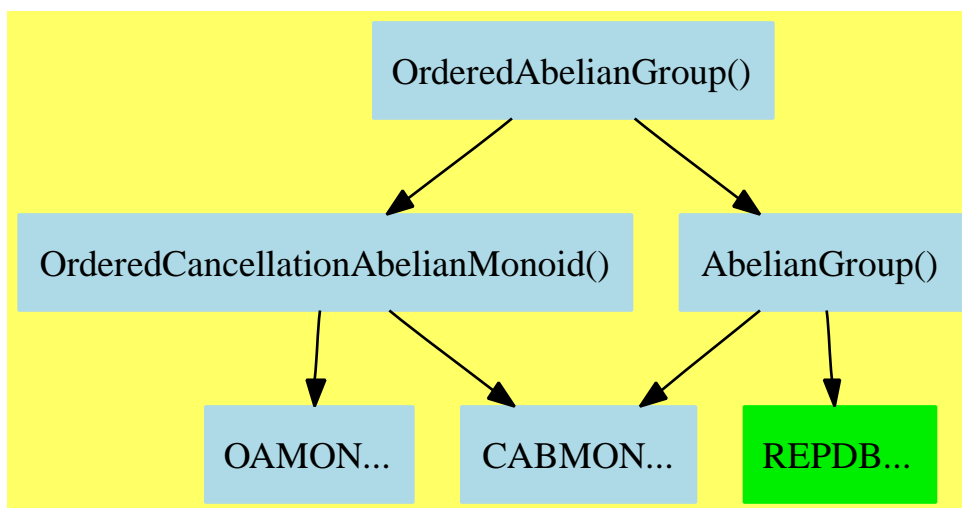 OrderedAbelianGroup()
OrderedCancellationAbelianMonoid()
AbelianGroup()
OAMON...
CABMON...
REPDB...